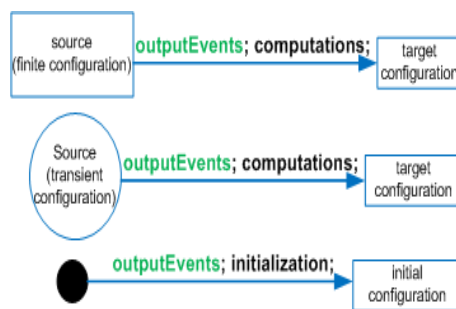 source
(finite configuration)
outputEvents; computations;
target
configuration
Source
(transient
configuration)
outputEvents; computations;
target
configuration
outputEvents; initialization;
initial
configuration